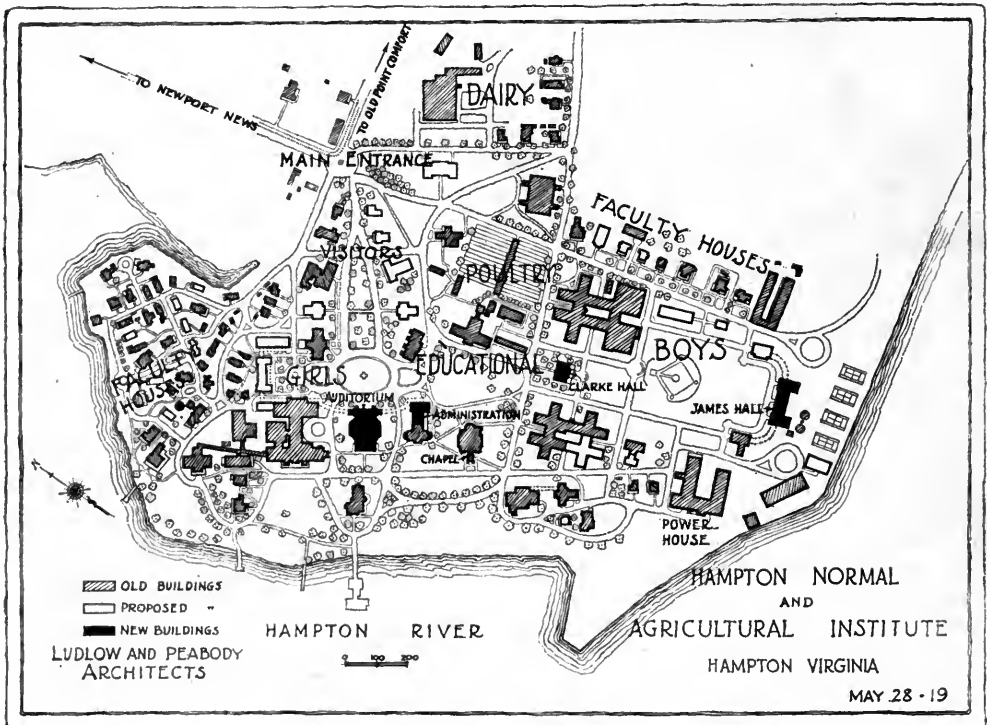 TO NEWPORT NEWS
TO OLD POINT COMFORT
DAIRY
MAIN ENTRANCE
VISITORS
FACULTY HOUSES
POULTRY
FACULTY
HOUSES
GIRLS
EDUCATIONAL
BOYS
CLARKE HALL
AUDITORIUM
ADMINISTRATION
JAMES HALL
CHAPEL
POWER
HOUSE
N
OLD BUILDINGS
PROPOSED "
NEW BUILDINGS
LUDLOW AND PEABODY
ARCHITECTS
HAMPTON RIVER
0 100 200
HAMPTON NORMAL
AND
AGRICULTURAL INSTITUTE
HAMPTON VIRGINIA
MAY 28-19